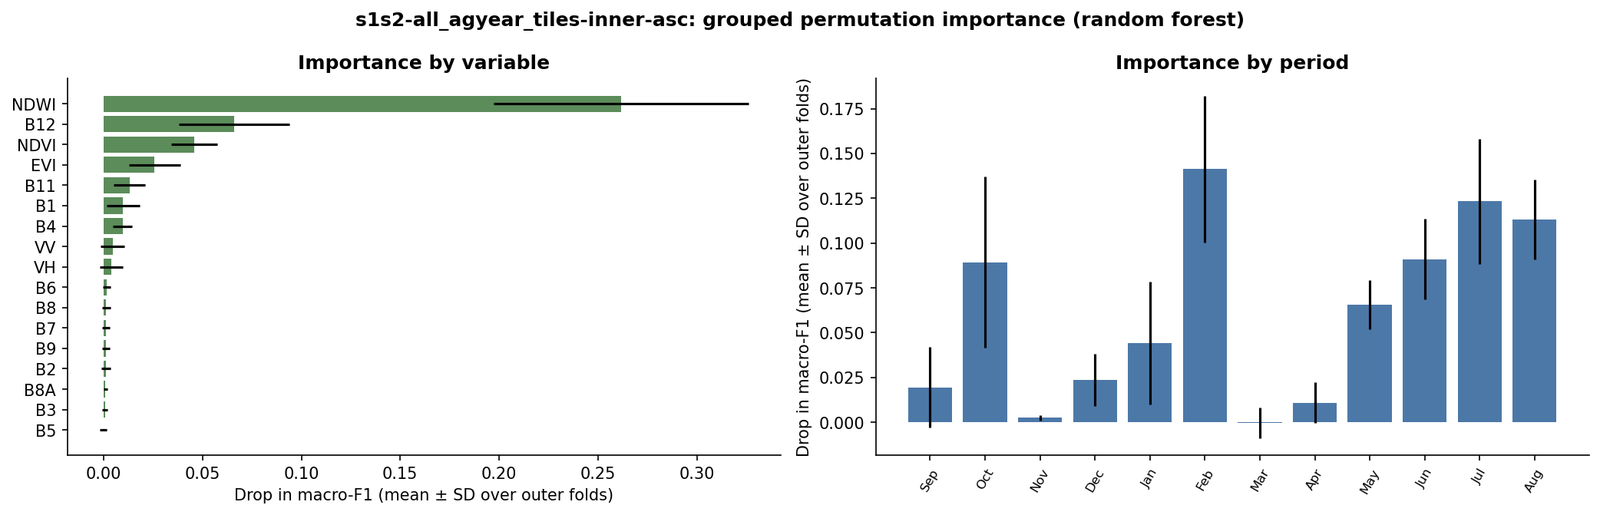 s1s2-all_agyear_tiles-inner-asc: grouped permutation importance (random forest)
Importance by variable
NDWI
B12
NDVI
EVI
B11
B1
B4
VV
VH
B6
B8
B7
B9
B2
B8A
B3
B5
0.00 0.05 0.10 0.15 0.20 0.25 0.30
Drop in macro-F1 (mean ± SD over outer folds)
Importance by period
Drop in macro-F1 (mean ± SD over outer folds)
0.175
0.150
0.125
0.100
0.075
0.050
0.025
0.000
Sep Oct Nov Dec Jan Feb Mar Apr May Jun Jul Aug